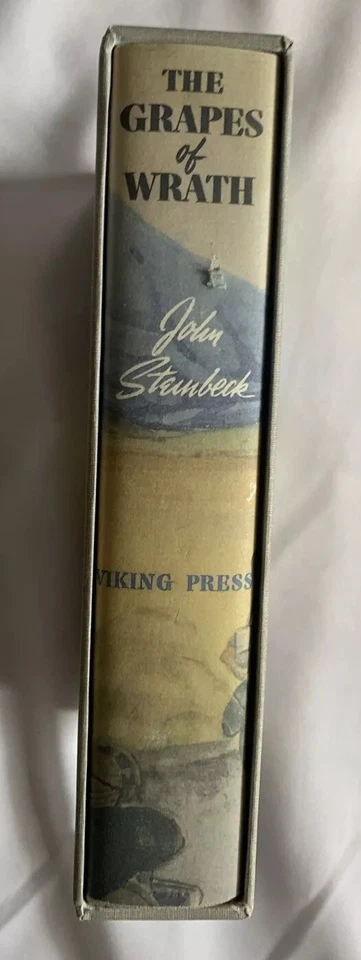 THE
GRAPES
of
WRATH
John
Steinbeck
VIKING PRESS